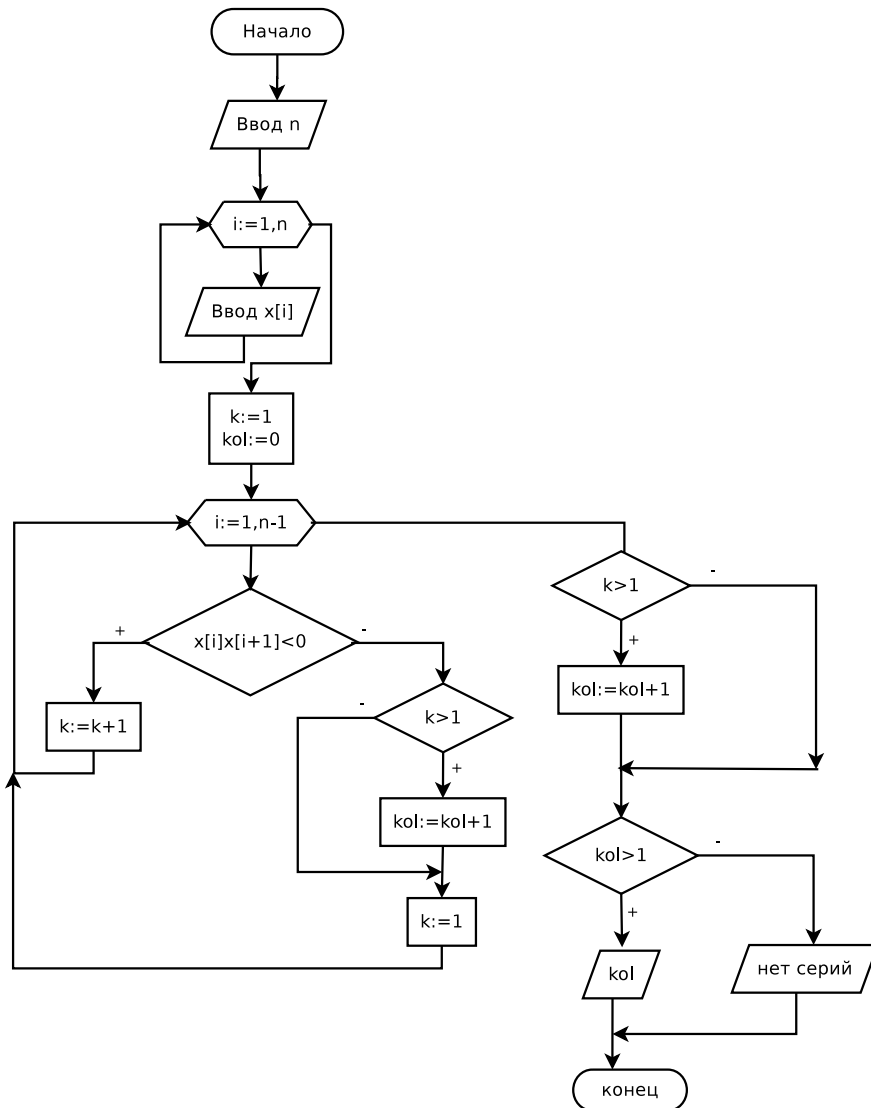 Начало
Ввод n
i:=1,n
Ввод x[i]
k:=1
kol:=0
i:=1,n-1
x[i]x[i+1]<0
+
-
k:=k+1
k>1
-
+
kol:=kol+1
k:=1
k>1
-
+
kol:=kol+1
kol>1
-
+
kol
нет серий
конец